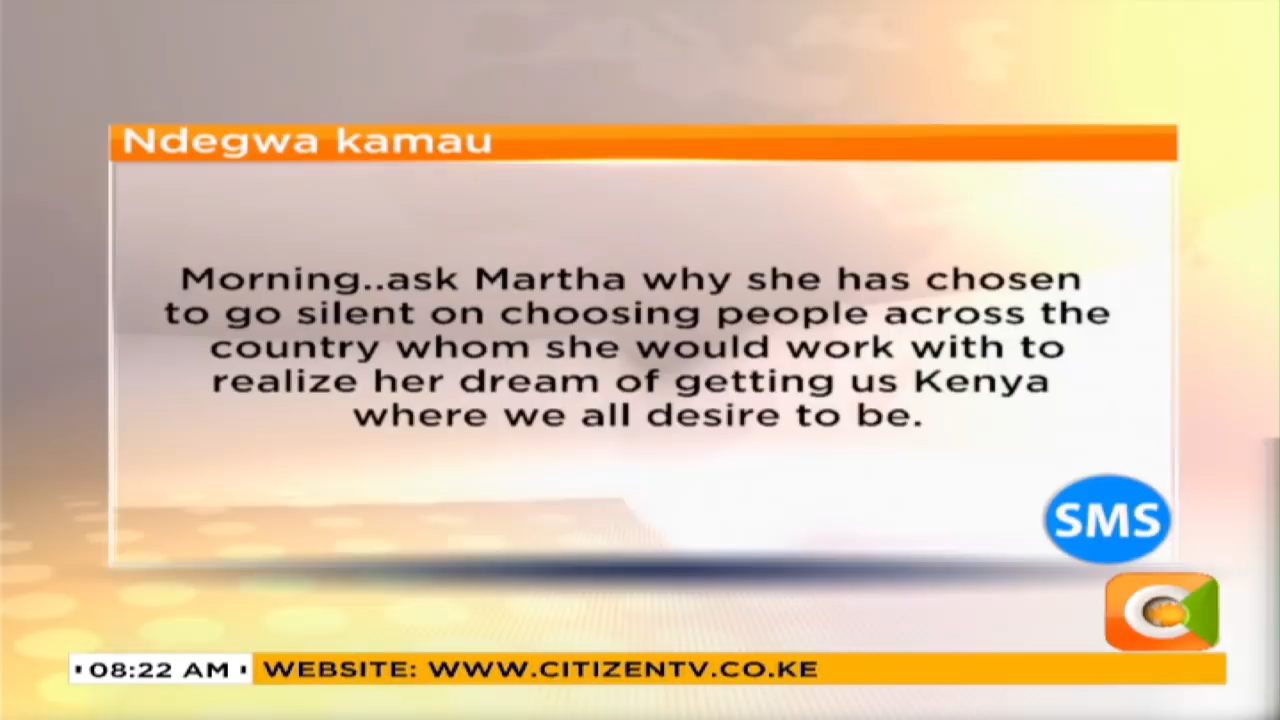 Ndegwa kamau
Morning..ask Martha why she has chosen
to go silent on choosing people across the
country whom she would work with to
realize her dream of getting us Kenya
where we all desire to be.
SMS
08:22 AM
WEBSITE: WWW.CITIZENTV.CO.KE